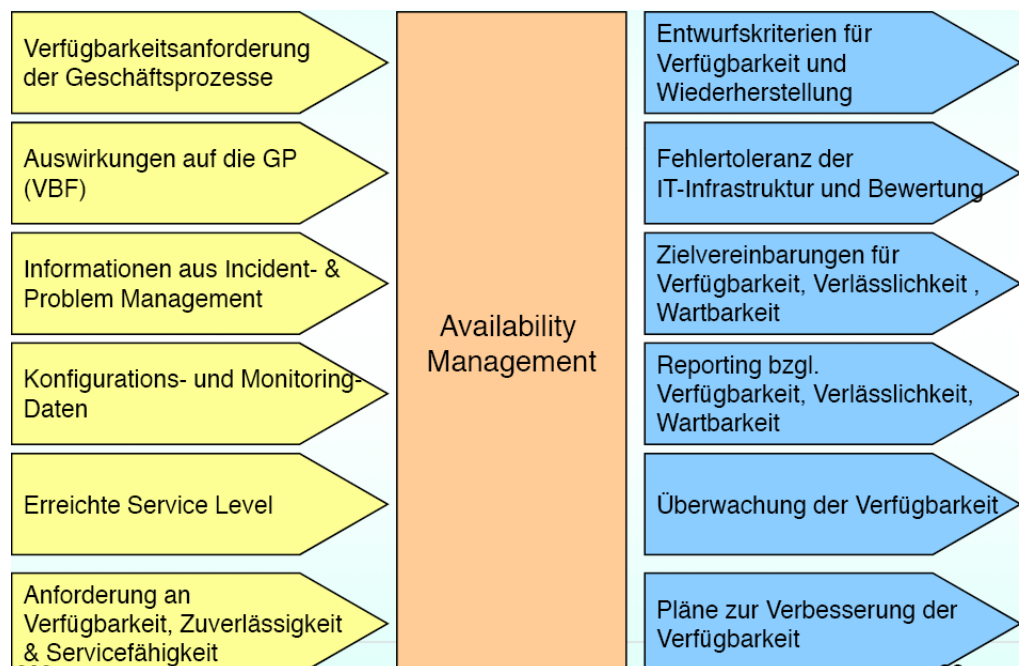 Verfügbarkeitsanforderung
der Geschäftsprozesse
Auswirkungen auf die GP
(VBF)
Informationen aus Incident- &
Problem Management
Konfigurations- und Monitoring-
Daten
Erreichte Service Level
Anforderung an
Verfügbarkeit, Zuverlässigkeit
& Servicefähigkeit
Availability
Management
Entwurfskriterien für
Verfügbarkeit und
Wiederherstellung
Fehlertoleranz der
IT-Infrastruktur und Bewertung
Zielvereinbarungen für
Verfügbarkeit, Verlässlichkeit ,
Wartbarkeit
Reporting bzgl.
Verfügbarkeit, Verlässlichkeit,
Wartbarkeit
Überwachung der Verfügbarkeit
Pläne zur Verbesserung der
Verfügbarkeit